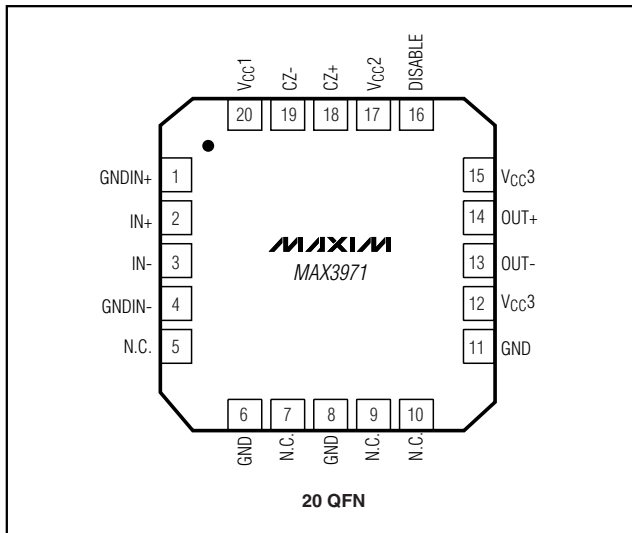 VCC1
CZ-
CZ+
VCC2
DISABLE
20
19
18
17
16
GNDIN+ 1
IN+ 2
IN- 3
GNDIN- 4
N.C. 5
MAXIM
MAX3971
15 VCC3
14 OUT+
13 OUT-
12 VCC3
11 GND
6
7
8
9
10
GND
N.C.
GND
N.C.
N.C.
20 QFN